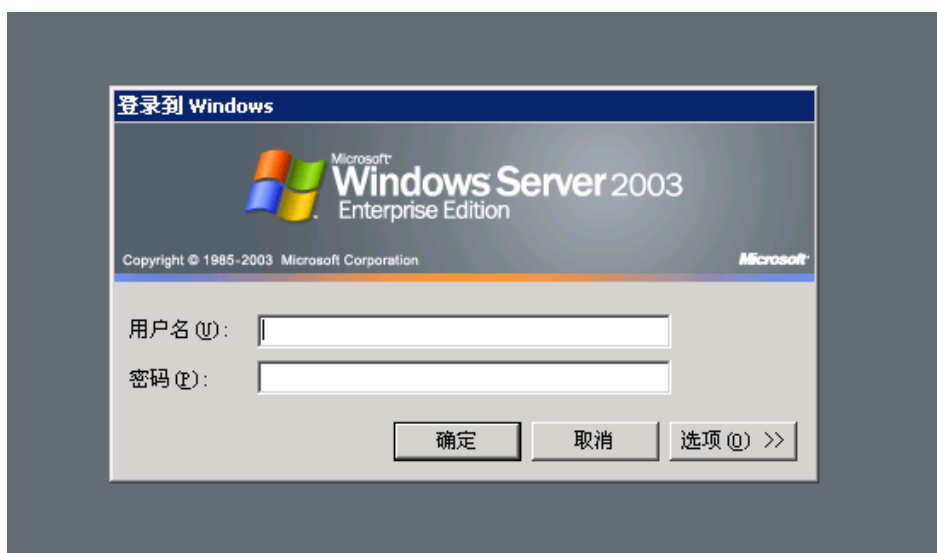 登录到 Windows
Microsoft
Windows Server 2003
Enterprise Edition
Copyright © 1985-2003 Microsoft Corporation Microsoft
用户名(U):
密码(P):
确定 取消 选项(O) >>